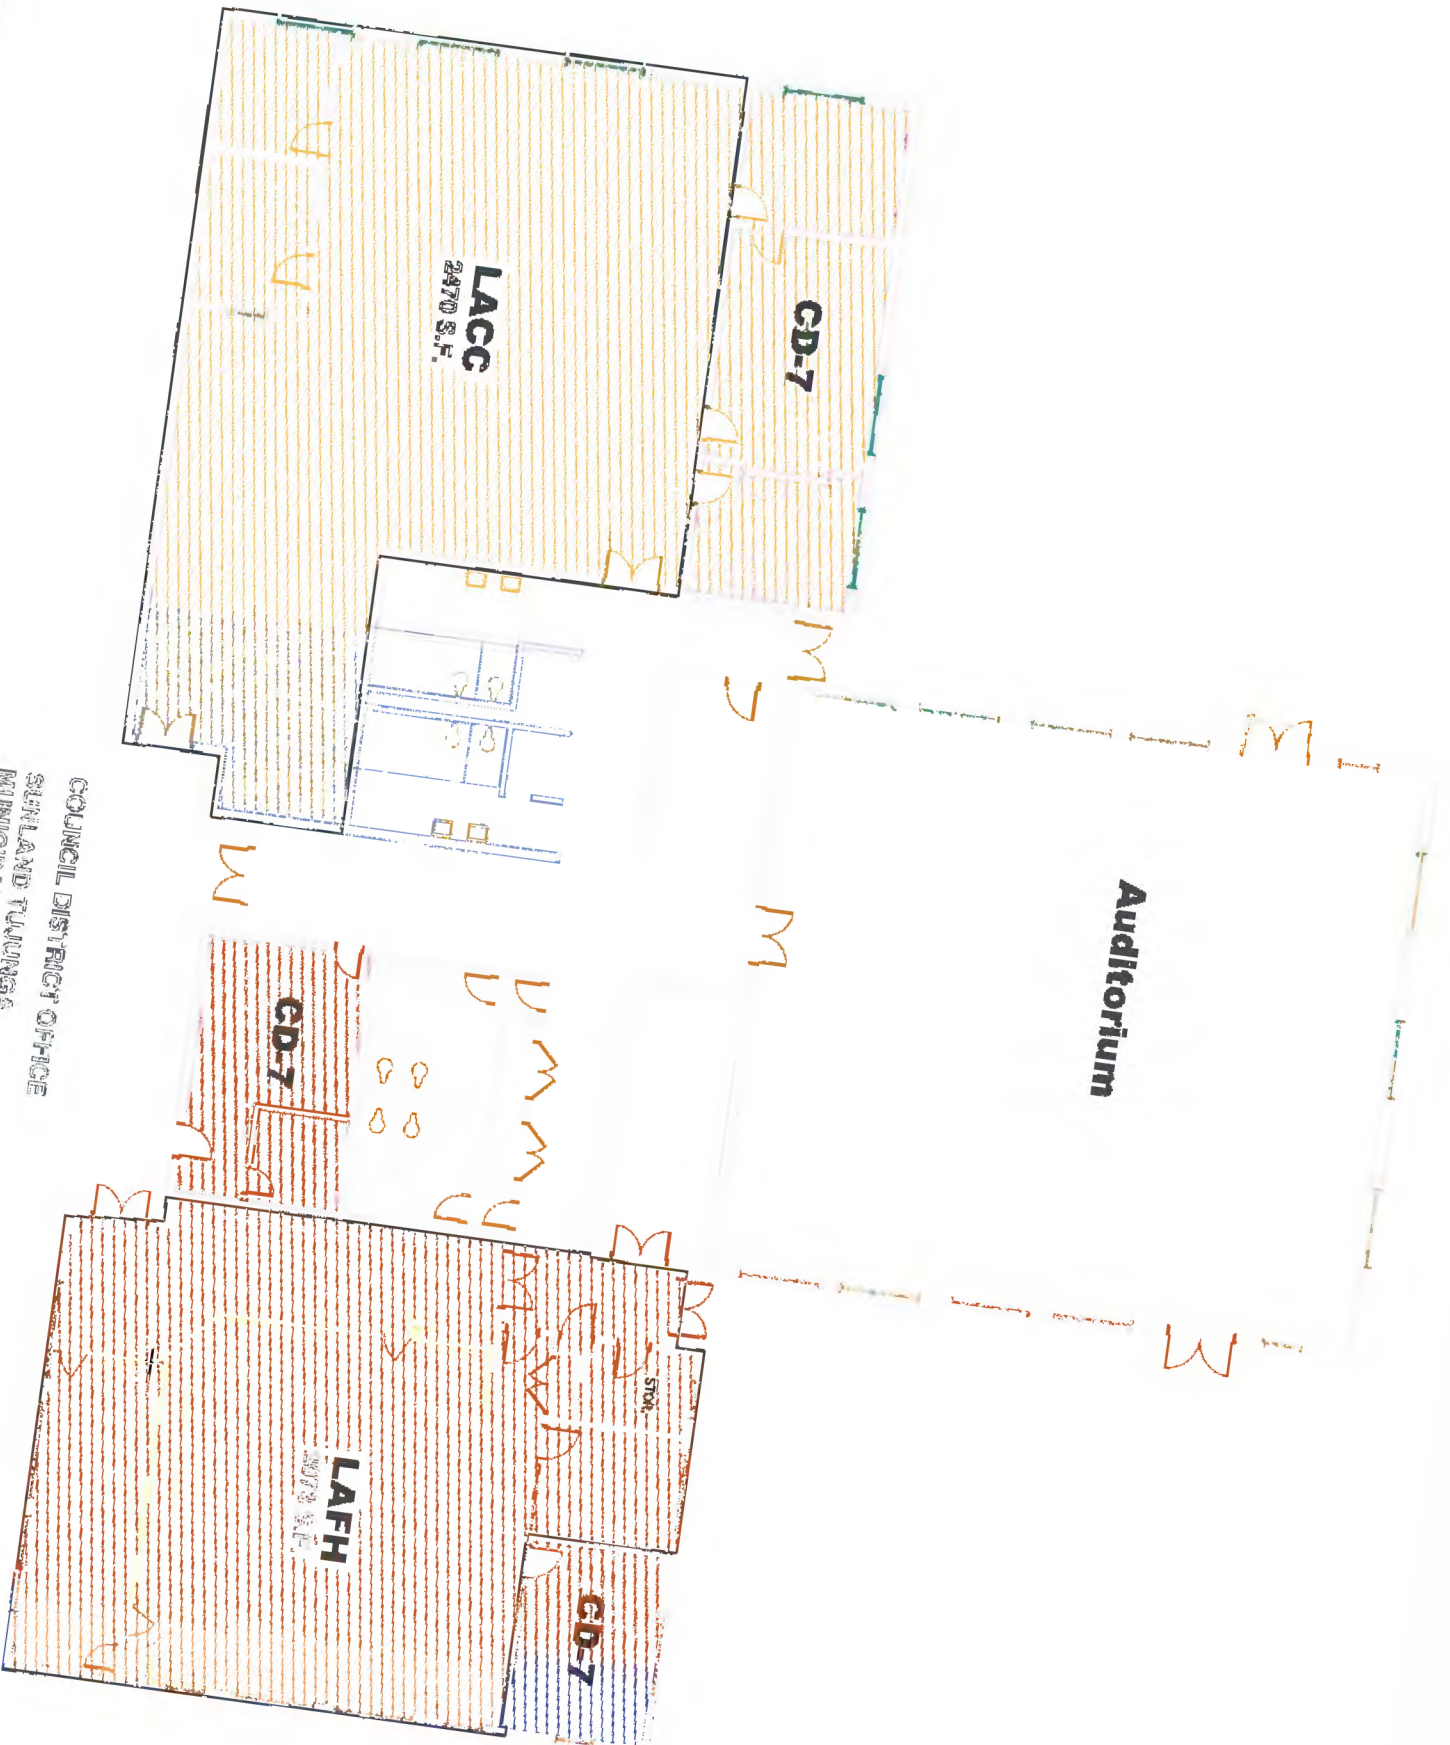 LACC
2470 S.F.
CD-7
Auditorium
CD-7
STOR.
LAFH
CD-7
COUNCIL DISTRICT OFFICE
SUNLAND TUJUNGA